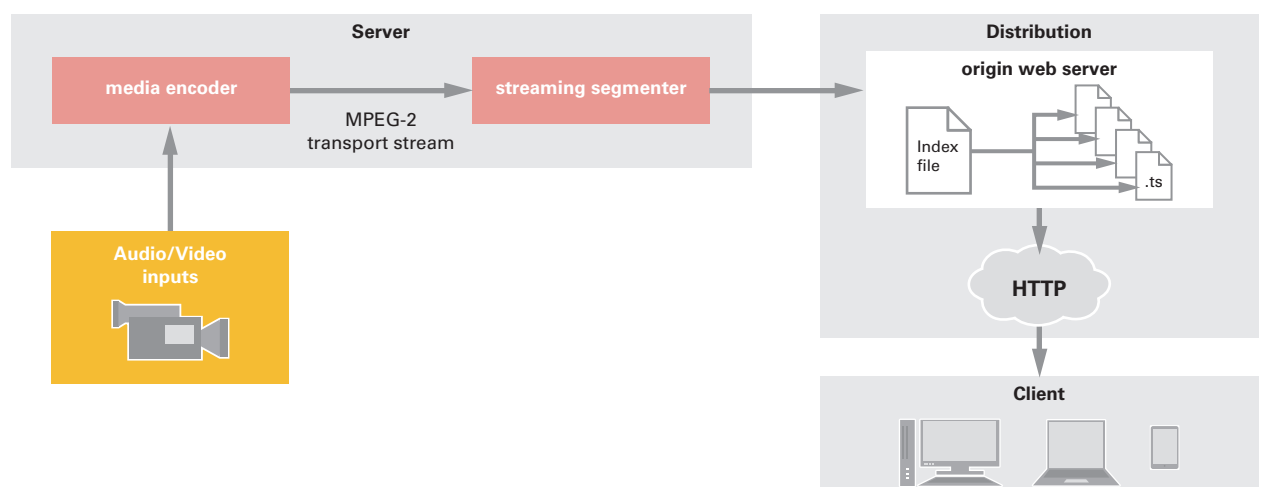 Server
media encoder
MPEG-2
transport stream
streaming segmenter
Audio/Video
inputs
Distribution
origin web server
Index
file
.ts
HTTP
Client